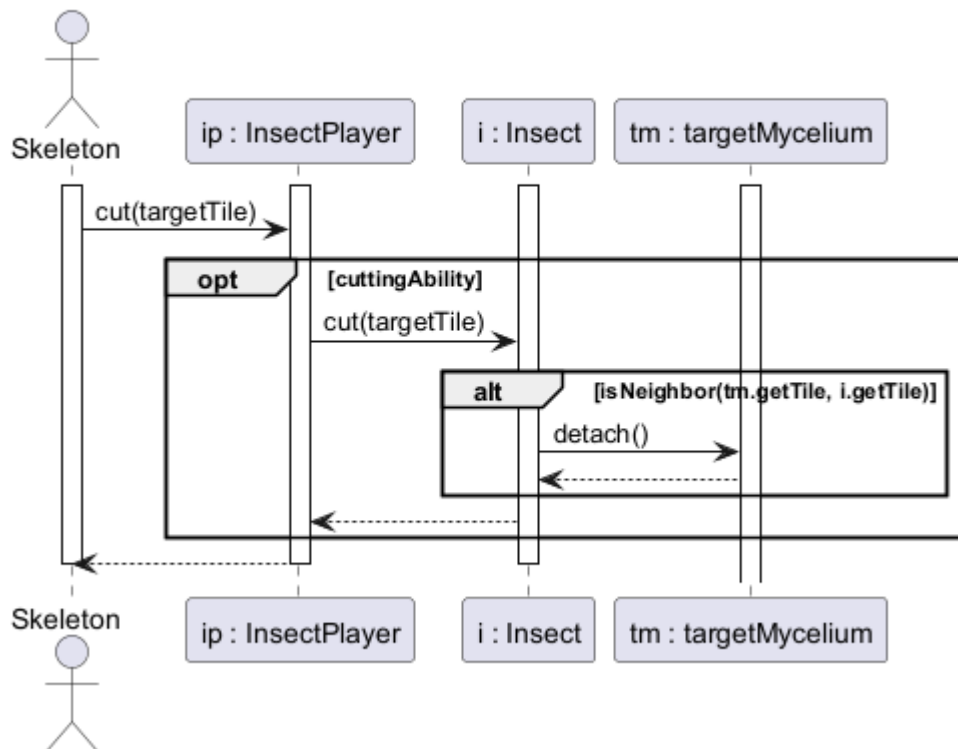 Skeleton
ip : InsectPlayer
i : Insect
tm : targetMycelium
cut(targetTile)
opt
[cuttingAbility]
cut(targetTile)
alt
[isNeighbor(tm.getTile, i.getTile)]
detach()
Skeleton
ip : InsectPlayer
i : Insect
tm : targetMycelium